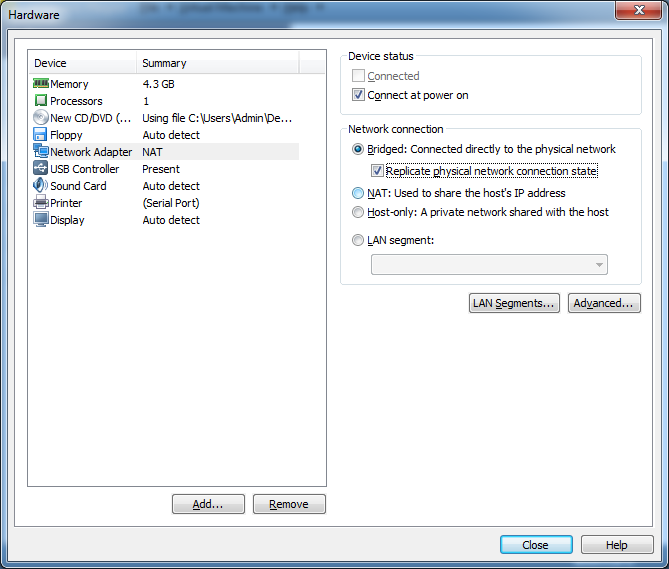 Hardware
Device Summary
Memory 4.3 GB
Processors 1
New CD/DVD (... Using file C:\Users\Admin\De...
Floppy Auto detect
Network Adapter NAT
USB Controller Present
Sound Card Auto detect
Printer (Serial Port)
Display Auto detect
Add...
Remove
Device status
Connected
Connect at power on
Network connection
Bridged: Connected directly to the physical network
Replicate physical network connection state
NAT: Used to share the host's IP address
Host-only: A private network shared with the host
LAN segment:
LAN Segments...
Advanced...
Close
Help